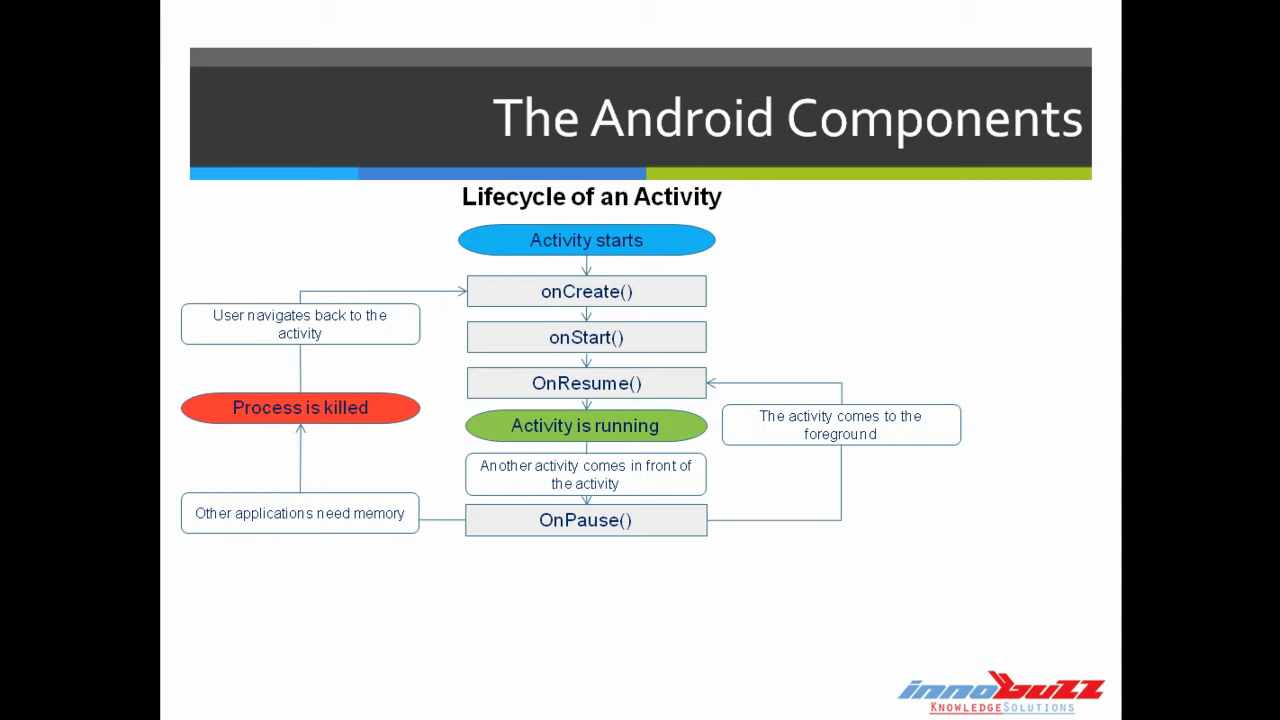 The Android Components
Lifecycle of an Activity
Activity starts
onCreate()
User navigates back to the
activity
onStart()
OnResume()
Process is killed
Activity is running
The activity comes to the
foreground
Another activity comes in front of
the activity
Other applications need memory
OnPause()
innobuzz
KNOWLEDGESOLUTIONS